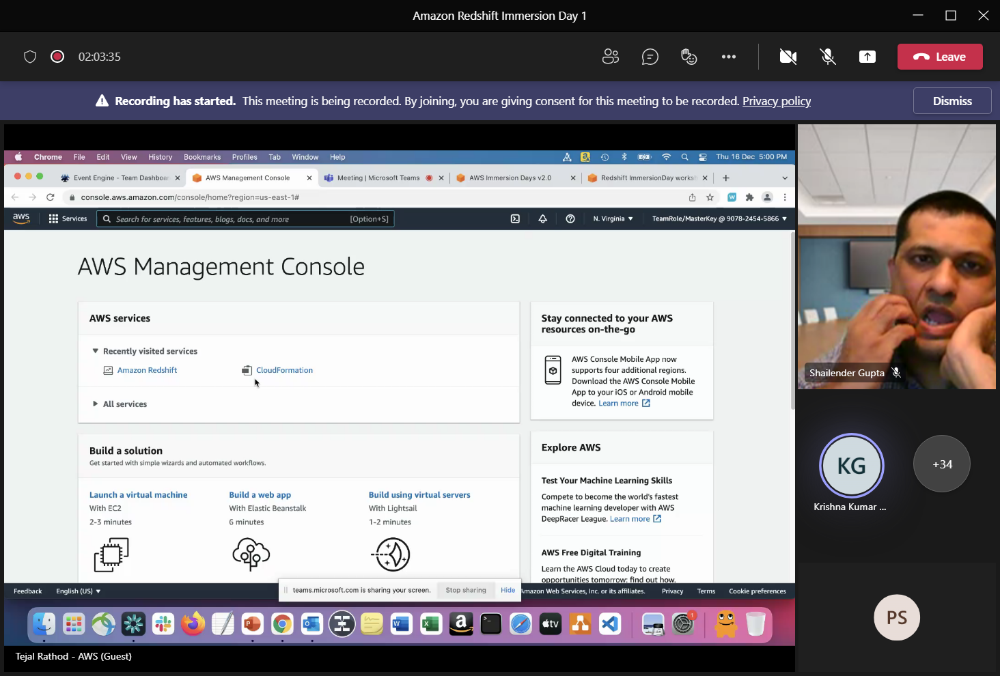 Amazon Redshift Immersion Day 1
02:03:35
Leave
Recording has started. This meeting is being recorded. By joining, you are giving consent for this meeting to be recorded. Privacy policy
Dismiss
Chrome File Edit View History Bookmarks Profiles Tab Window Help
Thu 16 Dec 5:00 PM
Event Engine - Team Dashboar
AWS Management Console
Meeting | Microsoft Teams
AWS Immersion Days v2.0
Redshift ImmersionDay worksh
console.aws.amazon.com/console/home?region=us-east-1#
aws
Services
Search for services, features, blogs, docs, and more
[Option+S]
N. Virginia
TeamRole/MasterKey @ 9078-2454-5866
AWS Management Console
AWS services
Recently visited services
Amazon Redshift
CloudFormation
All services
Stay connected to your AWS
resources on-the-go
AWS Console Mobile App now
supports four additional regions.
Download the AWS Console Mobile
App to your iOS or Android mobile
device. Learn more
Build a solution
Get started with simple wizards and automated workflows.
Launch a virtual machine
With EC2
2-3 minutes
Build a web app
With Elastic Beanstalk
6 minutes
Build using virtual servers
With Lightsail
1-2 minutes
Explore AWS
Test Your Machine Learning Skills
Compete to become the world's fastest
machine learning developer with AWS
DeepRacer League. Learn more
AWS Free Digital Training
Learn the AWS Cloud today to create
opportunities tomorrow: find out how.
Feedback
English (US)
teams.microsoft.com is sharing your screen.
Stop sharing
Hide
Amazon Web Services, Inc. or its affiliates.
Privacy
Terms
Cookie preferences
tv
1
Tejal Rathod - AWS (Guest)
Shailender Gupta
KG
Krishna Kumar ...
+34
PS